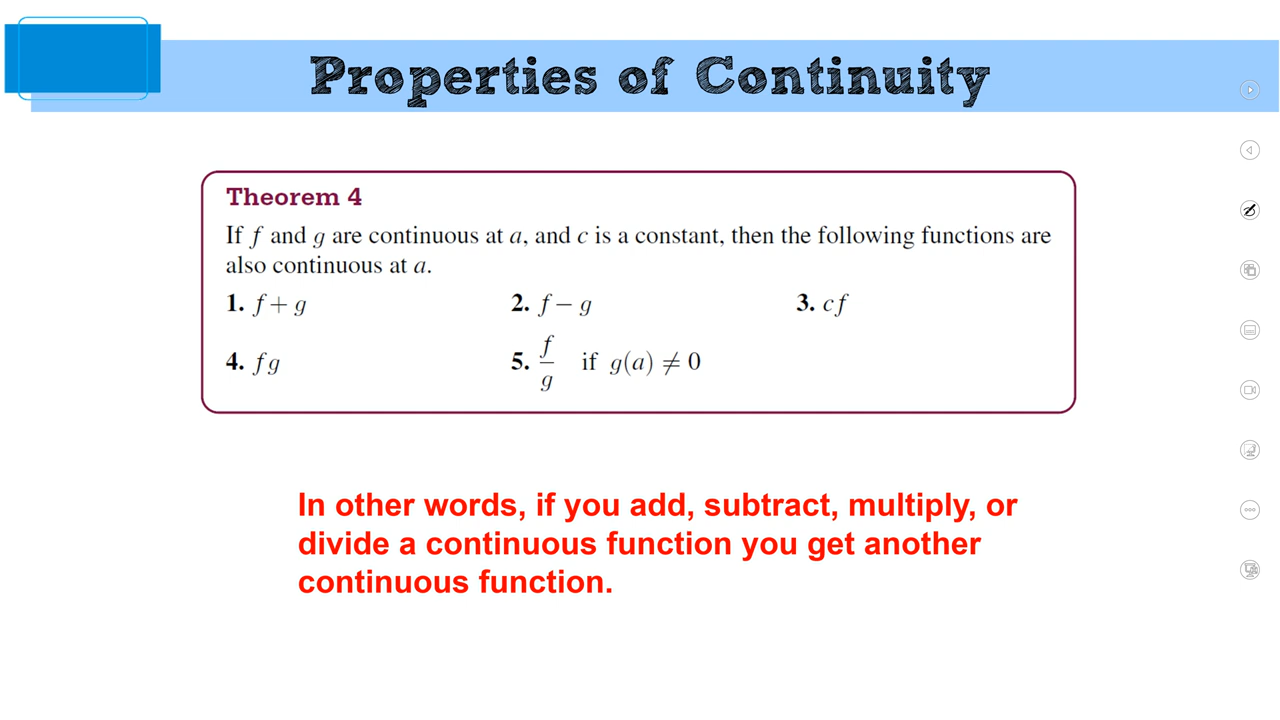 Properties of Continuity
Theorem 4
If f and g are continuous at a, and c is a constant, then the following functions are
also continuous at a.
1. f + g 2. f − g 3. cf
4. fg 5. f/g if g(a) ≠ 0
In other words, if you add, subtract, multiply, or
divide a continuous function you get another
continuous function.